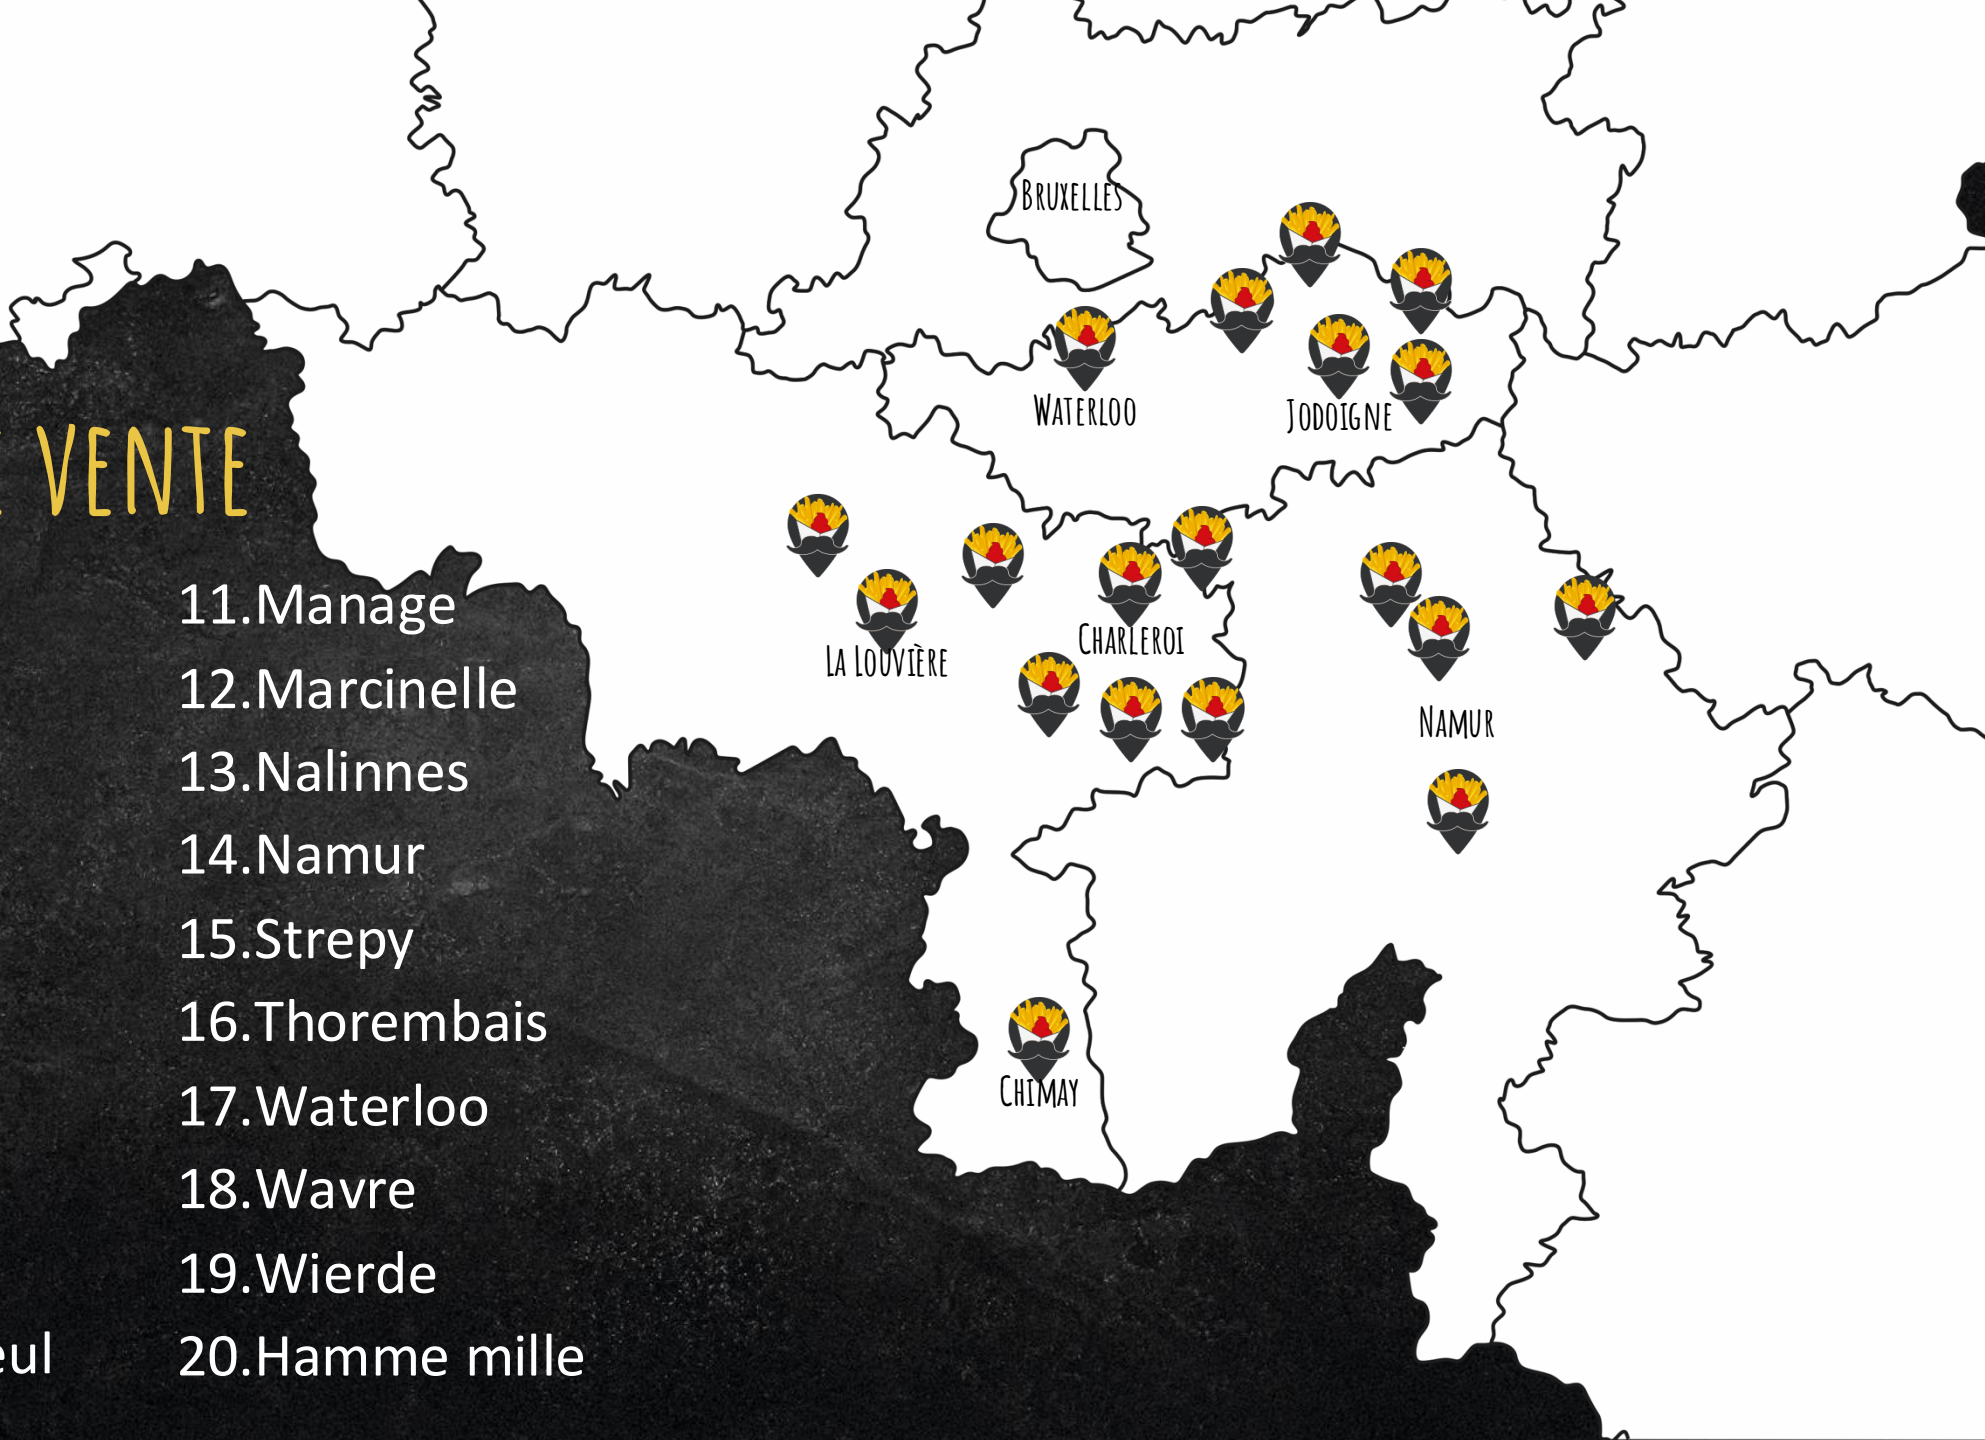 VENTE
11.Manage
12.Marcinelle
13.Nalinnes
14.Namur
15.Strepy
16.Thorembais
17.Waterloo
18.Wavre
19.Wierde
eul
20.Hamme mille
BRUXELLES
WATERLOO
JODOIGNE
CHARLEROI
LA LOUVIÈRE
NAMUR
CHIMAY